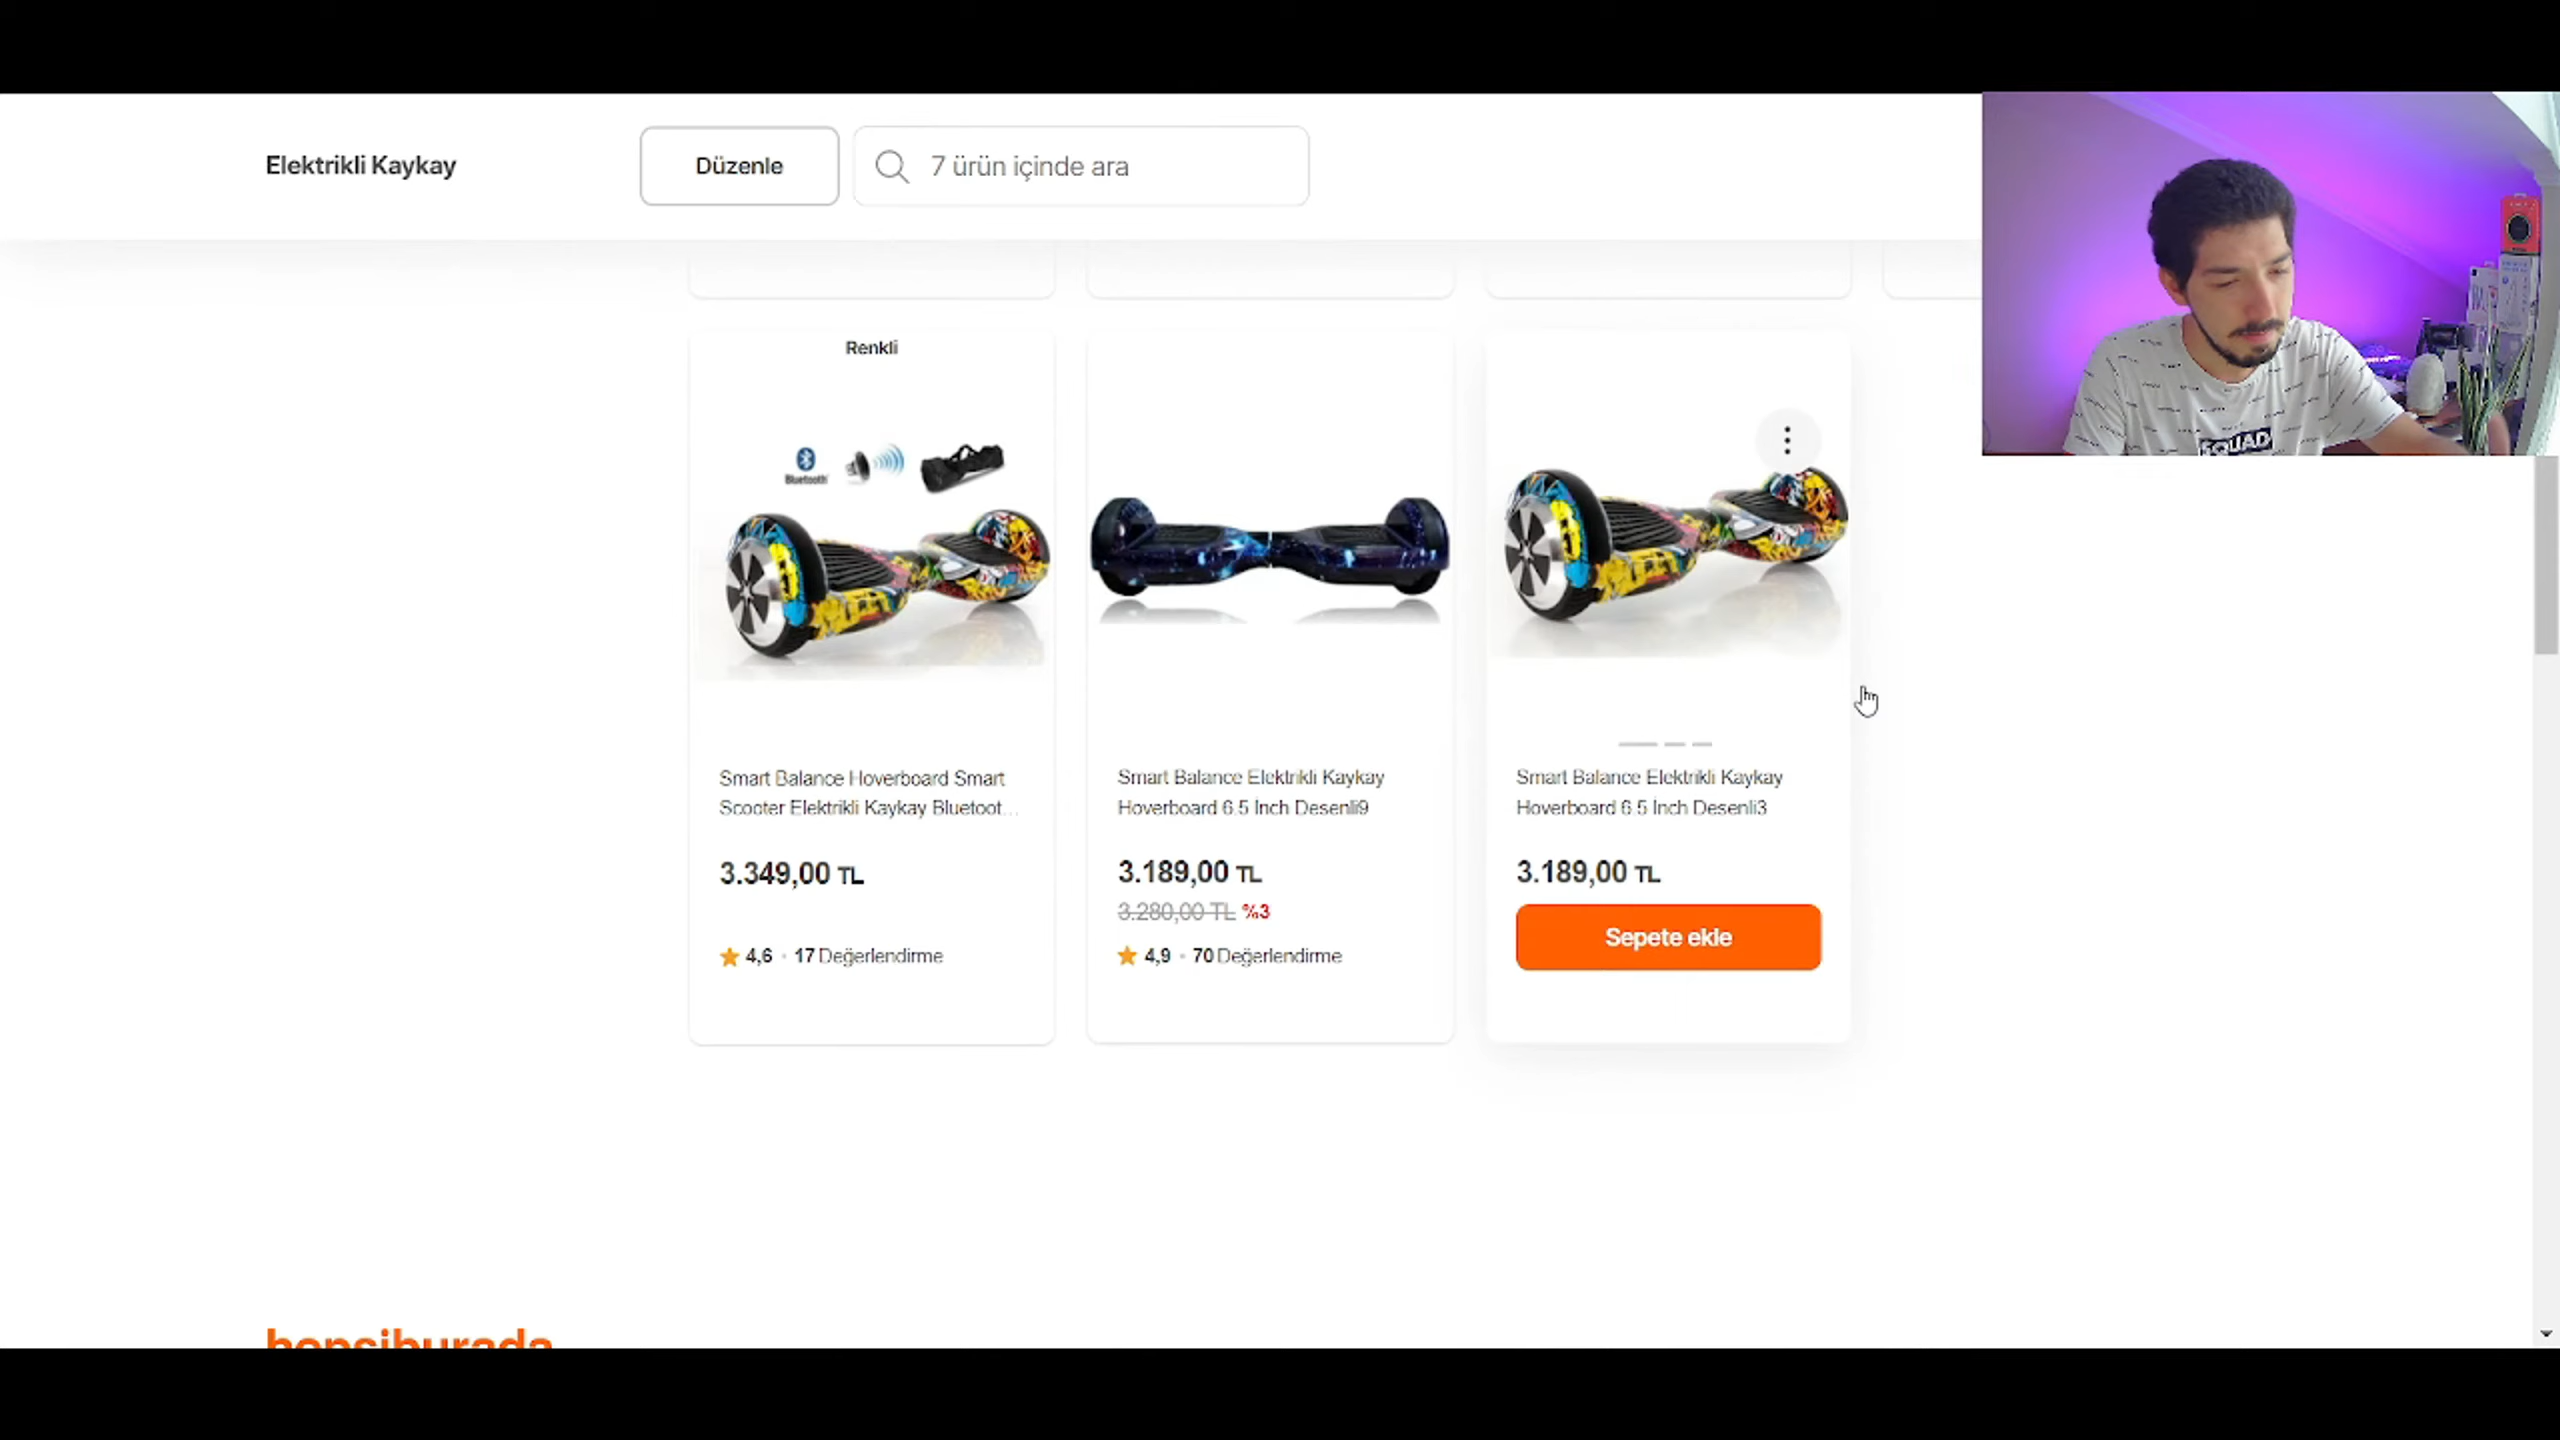 Elektrikli Kaykay
Düzenle
7 ürün içinde ara
Renkli
Bluetooth
Smart Balance Hoverboard Smart
Scooter Elektrikli Kaykay Bluetoot...
3.349,00 TL
4,6 • 17 Değerlendirme
Smart Balance Elektrikli Kaykay
Hoverboard 6.5 Inch Desenli9
3.189,00 TL
3.280,00 TL %3
4,9 • 70 Değerlendirme
Smart Balance Elektrikli Kaykay
Hoverboard 6.5 Inch Desenli3
3.189,00 TL
Sepete ekle
SQUAD
hepsiburada